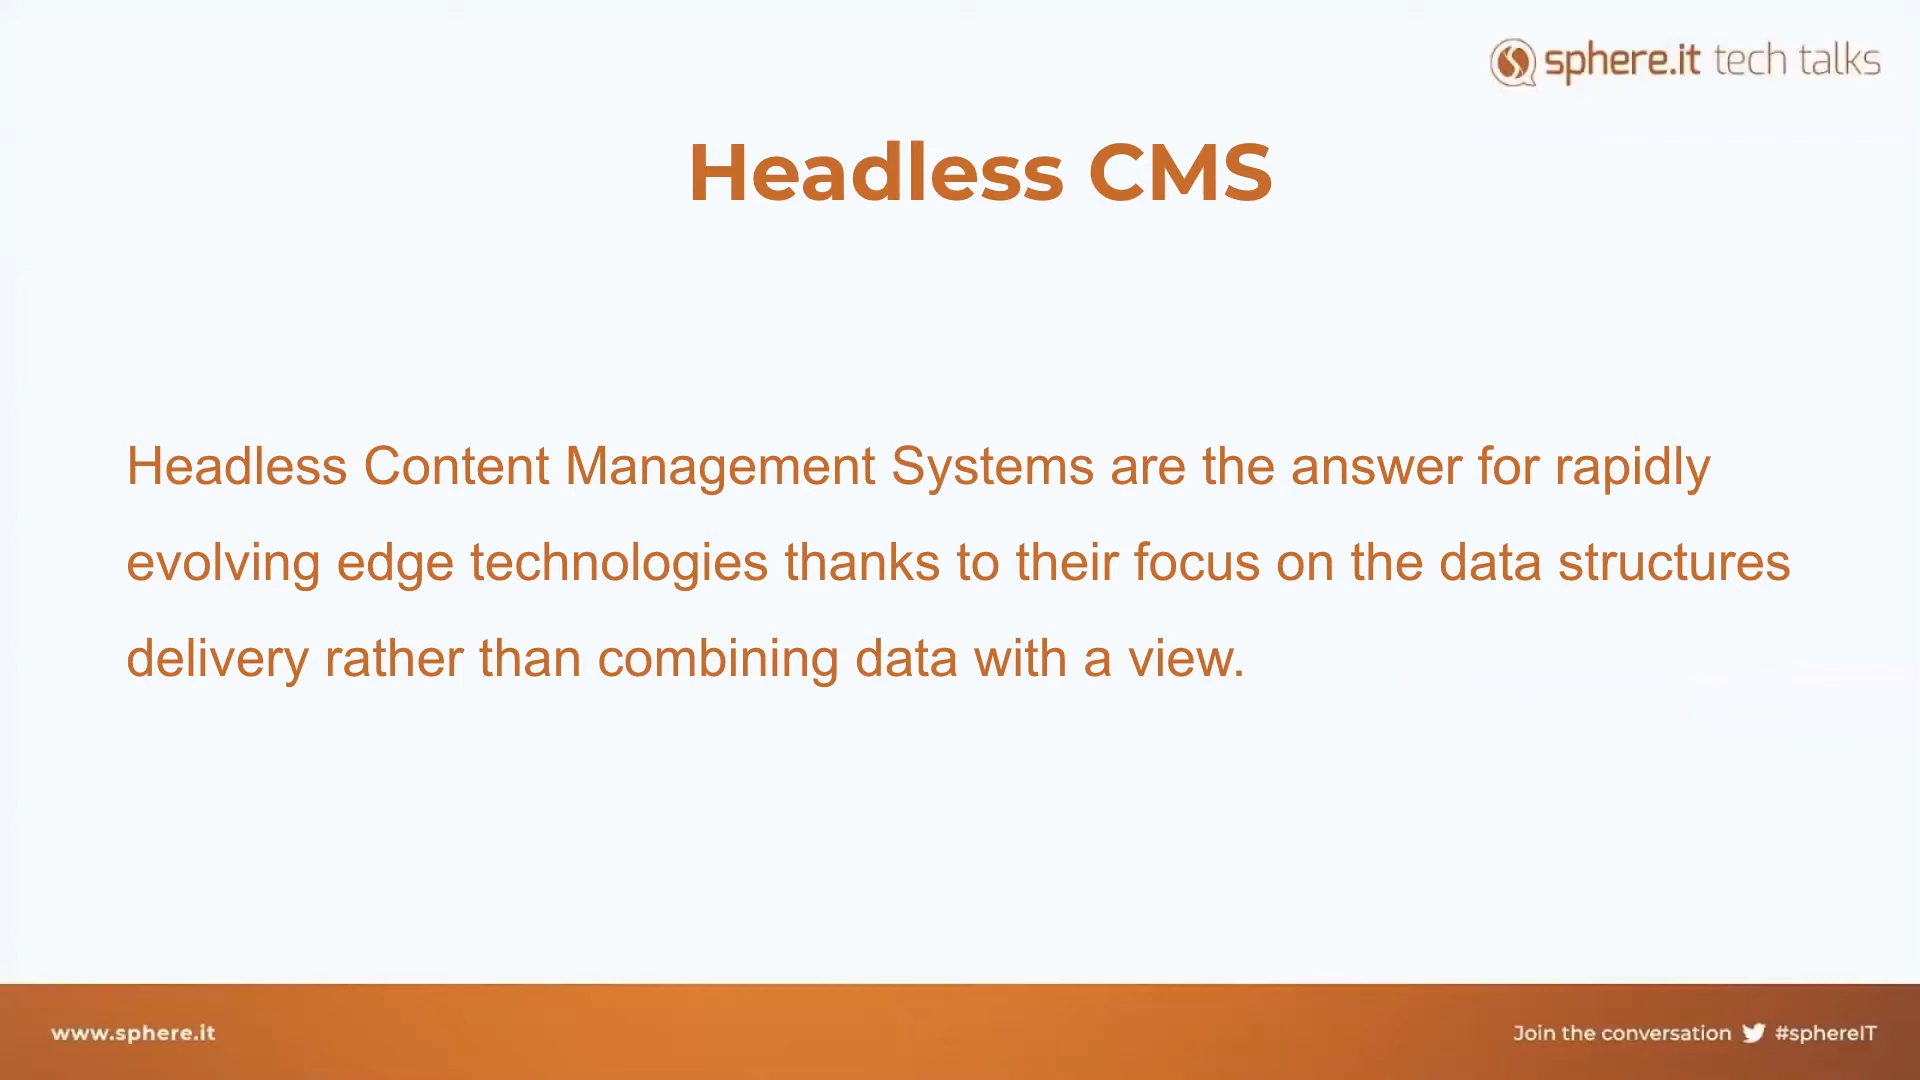 sphere.it tech talks
Headless CMS
Headless Content Management Systems are the answer for rapidly
evolving edge technologies thanks to their focus on the data structures
delivery rather than combining data with a view.
www.sphere.it
Join the conversation #sphereIT